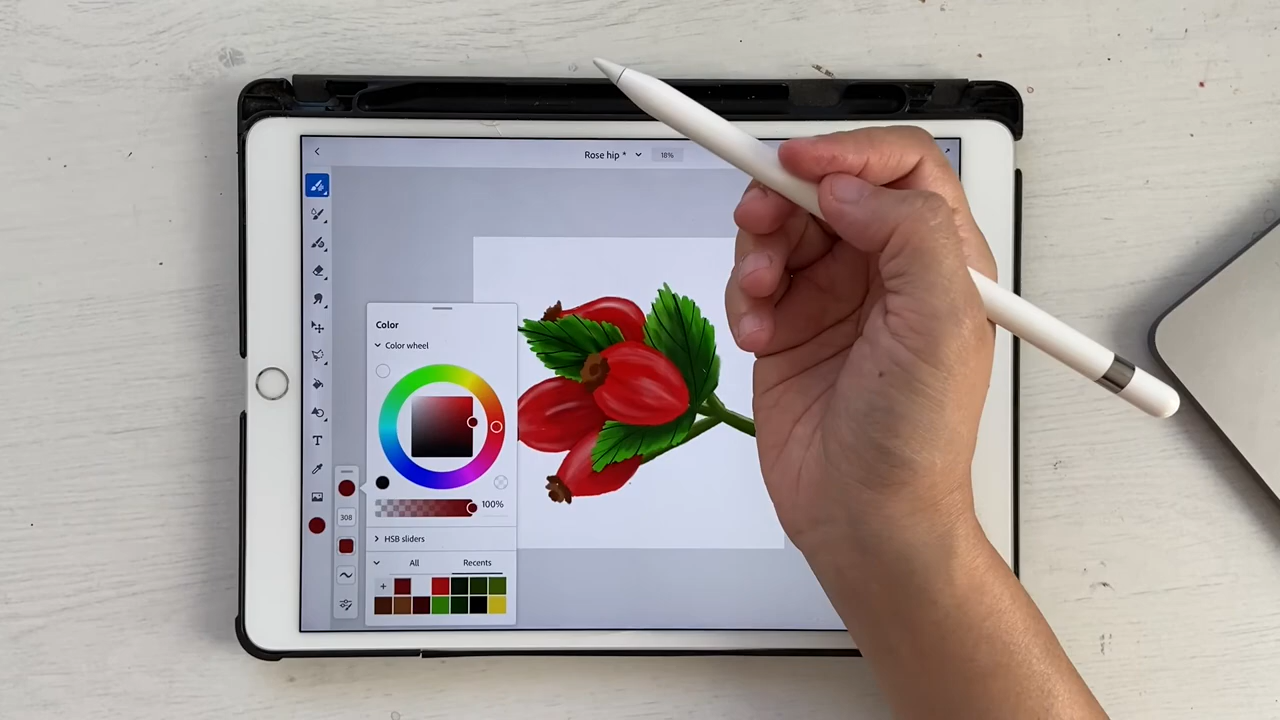 Rose hip *
18%
Color
Color wheel
T
308
100%
HSB sliders
All
Recents